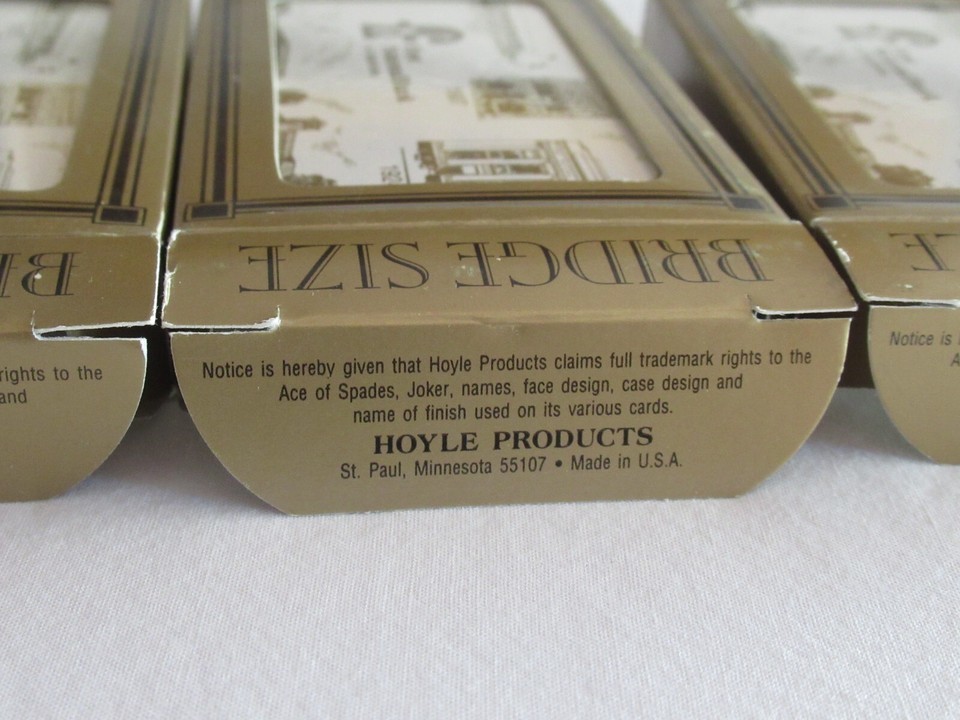 BRIDGE SIZE
Notice is hereby given that Hoyle Products claims full trademark rights to the
Ace of Spades, Joker, names, face design, case design and
name of finish used on its various cards.
HOYLE PRODUCTS
St. Paul, Minnesota 55107 • Made in U.S.A.
rights to the
and
Notice is